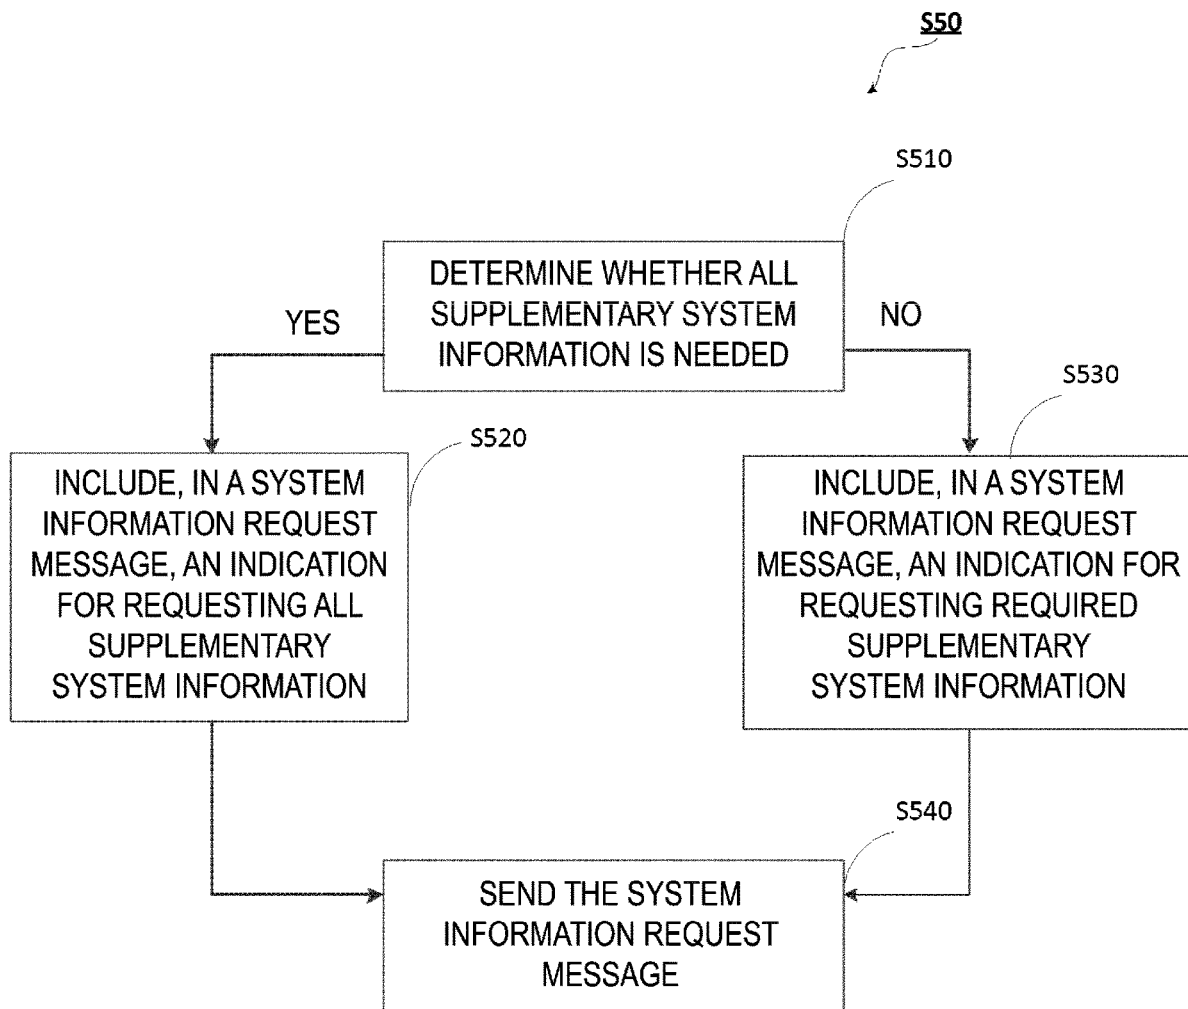 S50
S510
DETERMINE WHETHER ALL
SUPPLEMENTARY SYSTEM
INFORMATION IS NEEDED
YES
NO
S530
S520
INCLUDE, IN A SYSTEM
INFORMATION REQUEST
MESSAGE, AN INDICATION
FOR REQUESTING ALL
SUPPLEMENTARY
SYSTEM INFORMATION
INCLUDE, IN A SYSTEM
INFORMATION REQUEST
MESSAGE, AN INDICATION FOR
REQUESTING REQUIRED
SUPPLEMENTARY
SYSTEM INFORMATION
S540
SEND THE SYSTEM
INFORMATION REQUEST
MESSAGE